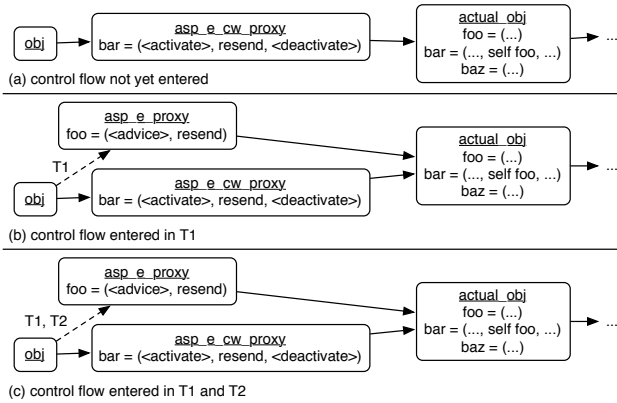 obj
asp_e_cw_proxy
bar = (<activate>, resend, <deactivate>)
actual_obj
foo = (...)
bar = (..., self foo, ...)
baz = (...)
...
(a) control flow not yet entered
asp_e_proxy
foo = (<advice>, resend)
T1
obj
asp_e_cw_proxy
bar = (<activate>, resend, <deactivate>)
actual_obj
foo = (...)
bar = (..., self foo, ...)
baz = (...)
...
(b) control flow entered in T1
asp_e_proxy
foo = (<advice>, resend)
T1, T2
obj
asp_e_cw_proxy
bar = (<activate>, resend, <deactivate>)
actual_obj
foo = (...)
bar = (..., self foo, ...)
baz = (...)
...
(c) control flow entered in T1 and T2